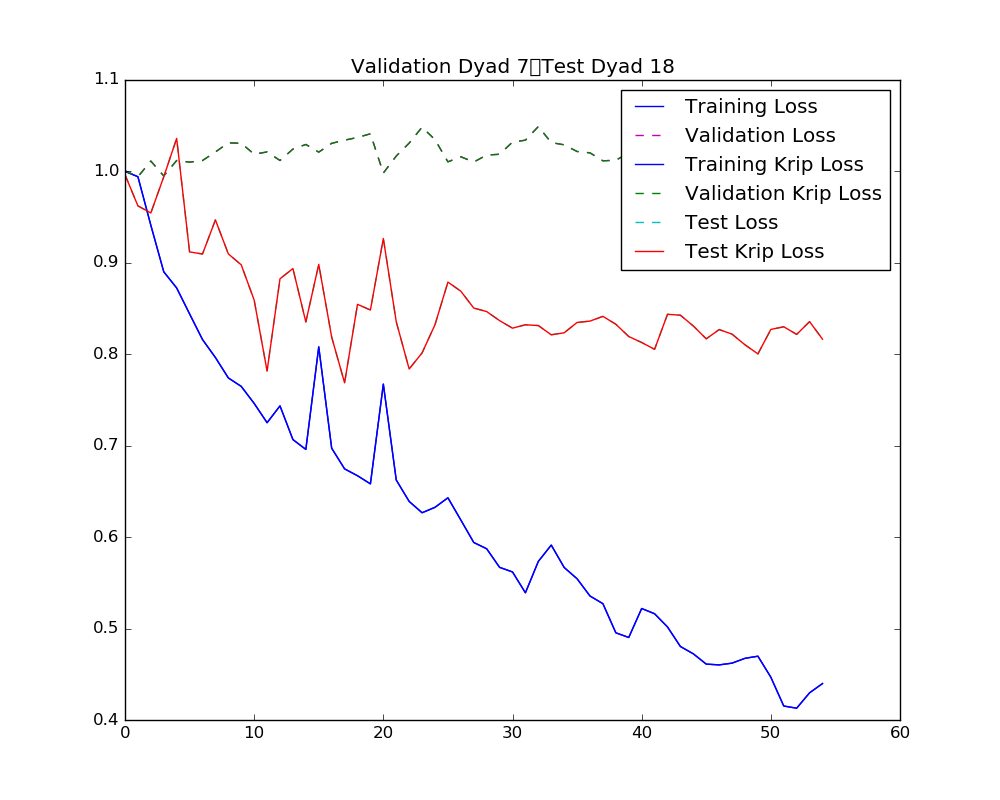 Validation Dyad 7▯Test Dyad 18
1.1
1.0
0.9
0.8
0.7
0.6
0.5
0.4
0 10 20 30 40 50 60
Training Loss
Validation Loss
Training Krip Loss
Validation Krip Loss
Test Loss
Test Krip Loss